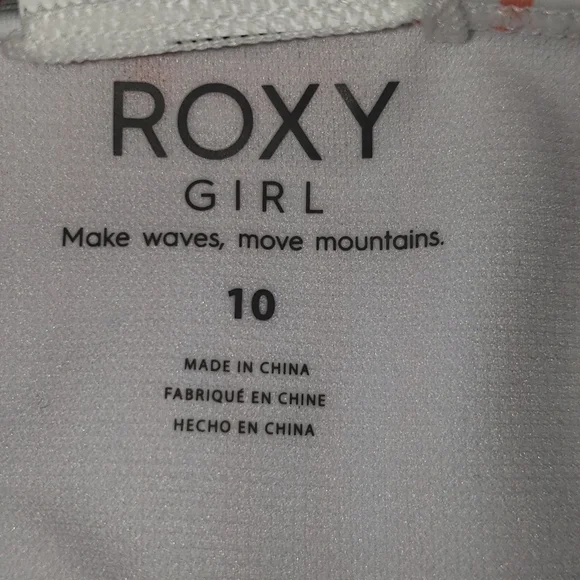 ROXY
GIRL
Make waves, move mountains.
10
MADE IN CHINA
FABRIQUÉ EN CHINE
HECHO EN CHINA